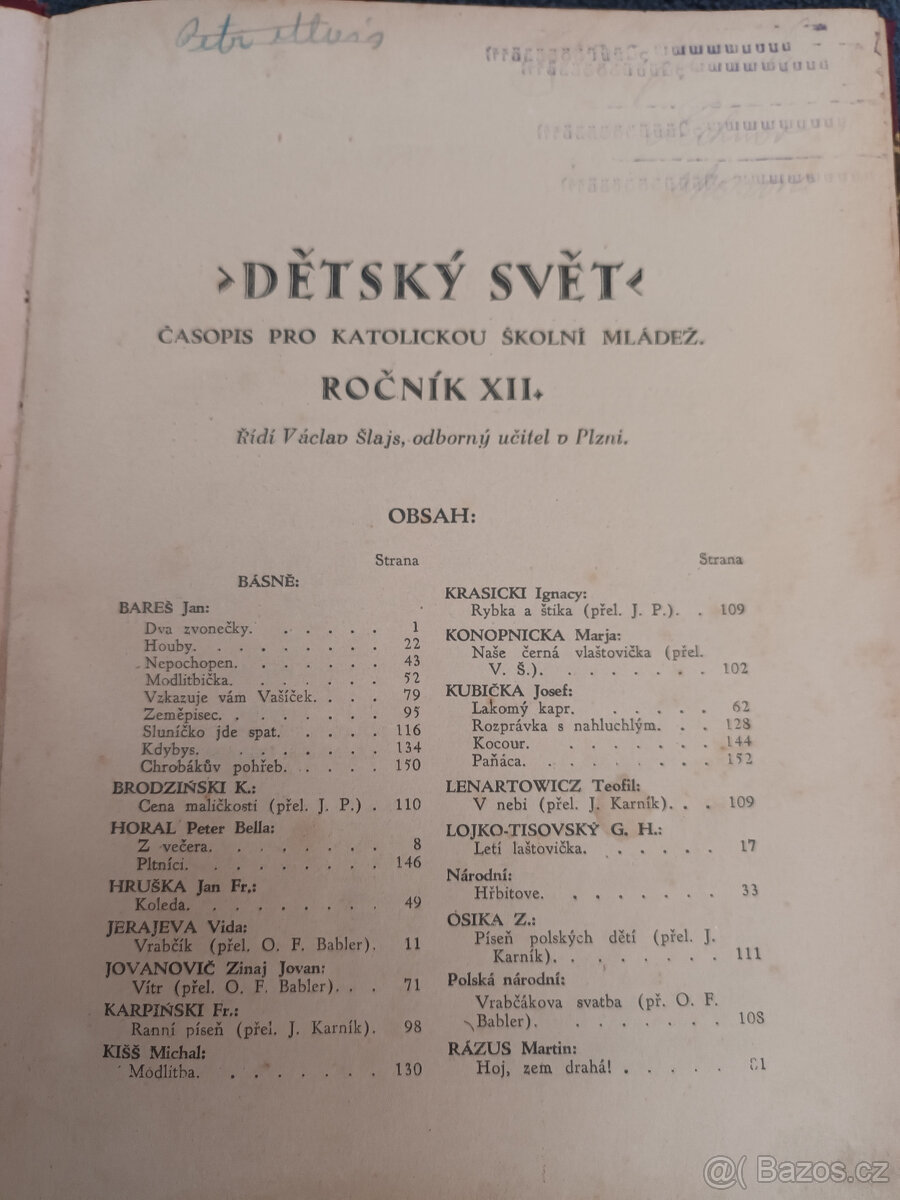 Petr
›DĚTSKÝ SVĚT‹
ČASOPIS PRO KATOLICKOU ŠKOLNÍ MLÁDEŽ.
ROČNÍK XII.
Řídí Václav Šlajs, odborný učitel v Plzni.
OBSAH:
Strana
BÁSNĚ:
BAREŠ Jan:
Dva zvonečky. . . . . . 1
Houby. . . . . . . . 22
Nepochopen. . . . . . . 43
Modlitbička. . . . . . . 52
Vzkazuje vám Vašíček. . . . 79
Zeměpisec. . . . . . . 95
Sluníčko jde spat. . . . . 116
Kdybys. . . . . . . . 134
Chrobákův pohřeb. . . . . 150
BRODZIŃSKI K.:
Cena maličkostí (přel. J. P.) . 110
HORAL Peter Bella:
Z večera. . . . . . . 8
Pltníci. . . . . . . . 146
HRUŠKA Jan Fr.:
Koleda. . . . . . . . 49
JERAJEVA Vida:
Vrabčík (přel. O. F. Babler). 11
JOVANOVIČ Zinaj Jovan:
Vítr (přel. O. F. Babler). . . 71
KARPIŃSKI Fr.:
Ranní píseň (přel. J. Karník). 98
KIŠŠ Michal:
Modlitba. . . . . . . . 130
Strana
KRASICKI Ignacy:
Rybka a štika (přel. J. P.). . 109
KONOPNICKA Marja:
Naše černá vlaštovička (přel.
V. Š.). . . . . . . . 102
KUBIČKA Josef:
Lakomý kapr. . . . . . 62
Rozprávka s nahluchlým. . . 128
Kocour. . . . . . . . 144
Paňáca. . . . . . . . 152
LENARTOWICZ Teofil:
V nebi (přel. J. Karník). . . 109
LOJKO-TISOVSKÝ G. H.:
Letí laštovička. . . . . . 17
Národní:
Hřbitove. . . . . . . . 33
OSIKA Z.:
Píseň polských dětí (přel. J.
Karník). . . . . . . . 111
Polská národní:
Vrabčákova svatba (př. O. F.
Babler). . . . . . . . 108
RÁZUS Martin:
Hoj, zem drahá! . . . . .
@( Bazos.cz